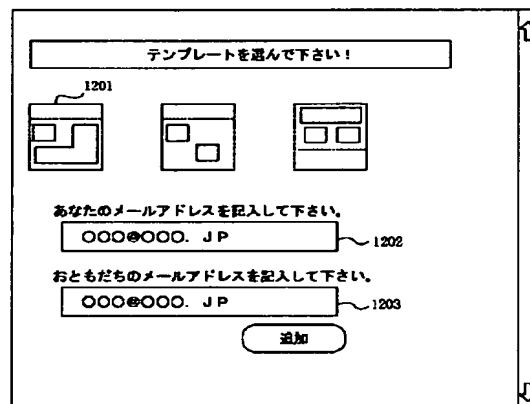 テンプレートを選んで下さい！
1201
あなたのメールアドレスを記入して下さい。
○○○@○○○．ＪＰ
1202
おともだちのメールアドレスを記入して下さい。
○○○@○○○．ＪＰ
1203
追加